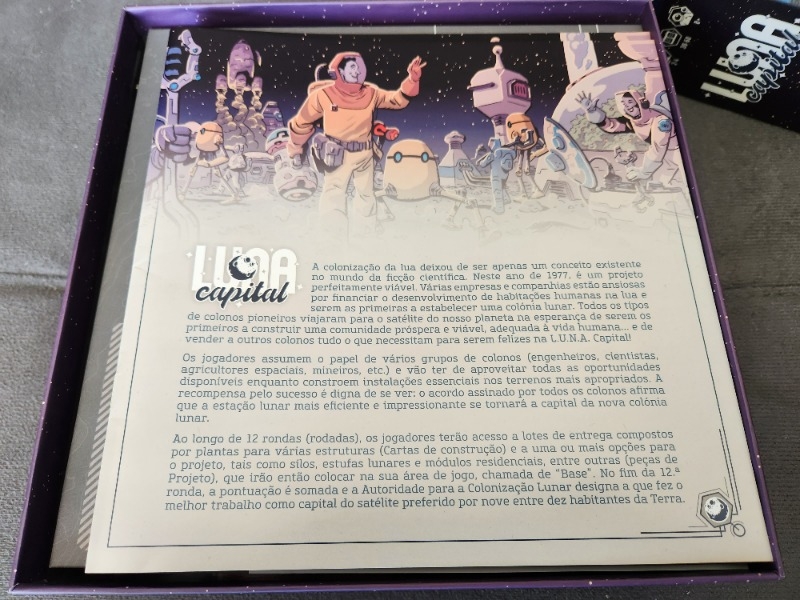 LUNA
capital
LUNA
capital
A colonização da lua deixou de ser apenas um conceito existente
no mundo da ficção científica. Neste ano de 1977, é um projeto
perfeitamente viável. Várias empresas e companhias estão ansiosas
por financiar o desenvolvimento de habitações humanas na lua e
serem as primeiras a estabelecer uma colónia lunar. Todos os tipos
de colonos pioneiros viajaram para o satélite do nosso planeta na esperança de serem os
primeiros a construir uma comunidade próspera e viável, adequada à vida humana... e de
vender a outros colonos tudo o que necessitam para serem felizes na L.U.N.A. Capital!
Os jogadores assumem o papel de vários grupos de colonos (engenheiros, cientistas,
agricultores espaciais, mineiros, etc.) e vão ter de aproveitar todas as oportunidades
disponíveis enquanto constroem instalações essenciais nos terrenos mais apropriados. A
recompensa pelo sucesso é digna de se ver: o acordo assinado por todos os colonos afirma
que a estação lunar mais eficiente e impressionante se tornará a capital da nova colónia
lunar.
Ao longo de 12 rondas (rodadas), os jogadores terão acesso a lotes de entrega compostos
por plantas para várias estruturas (Cartas de construção) e a uma ou mais opções para
o projeto, tais como silos, estufas lunares e módulos residenciais, entre outras (peças de
Projeto), que irão então colocar na sua área de jogo, chamada de “Base”. No fim da 12.ª
ronda, a pontuação é somada e a Autoridade para a Colonização Lunar designa a que fez o
melhor trabalho como capital do satélite preferido por nove entre dez habitantes da Terra.